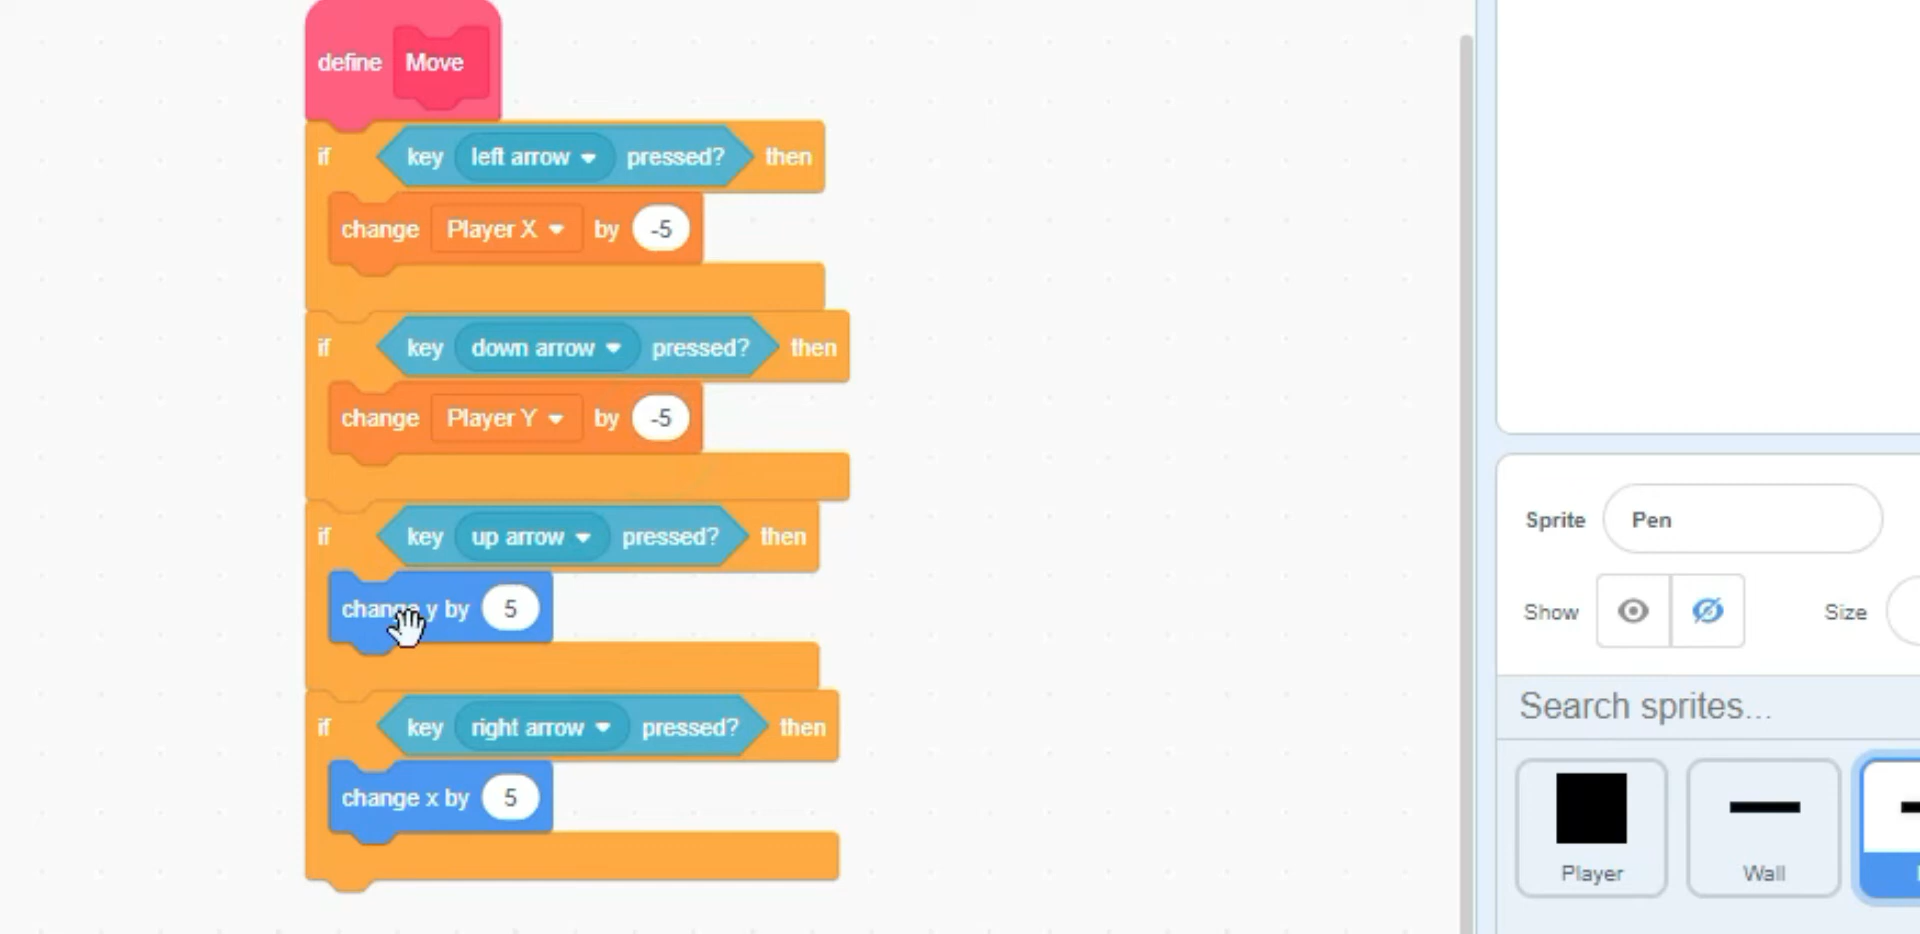 define Move
if key left arrow pressed? then
change Player X by -5
if key down arrow pressed? then
change Player Y by -5
if key up arrow pressed? then
change y by 5
if key right arrow pressed? then
change x by 5
Sprite Pen
Show Size
Search sprites...
Player Wall